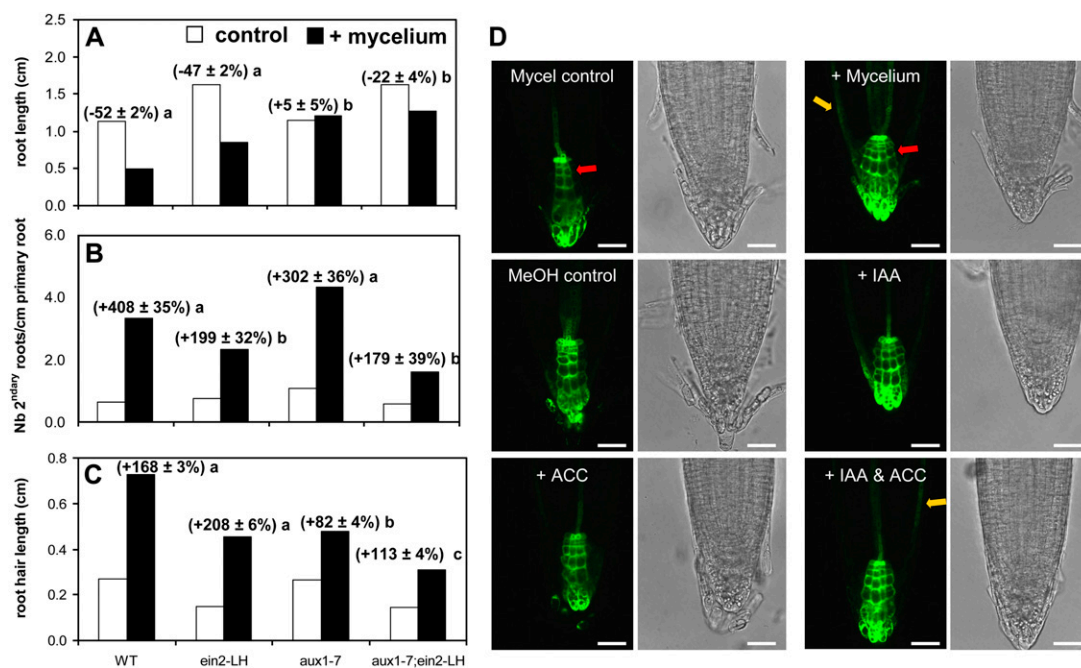 A
control
+ mycelium
root length (cm)
2.5
2.0
1.5
1.0
0.5
0.0
(-52 ± 2%) a
(-47 ± 2%) a
(+5 ± 5%) b
(-22 ± 4%) b
B
Nb 2ndary roots/cm primary root
4.0
2.0
0.0
(+408 ± 35%) a
(+199 ± 32%) b
(+302 ± 36%) a
(+179 ± 39%) b
C
root hair length (cm)
0.8
0.6
0.4
0.2
0.0
(+168 ± 3%) a
(+208 ± 6%) a
(+82 ± 4%) b
(+113 ± 4%) c
WT
ein2-LH
aux1-7
aux1-7;ein2-LH
D
Mycel control
+ Mycelium
MeOH control
+ IAA
+ ACC
+ IAA & ACC